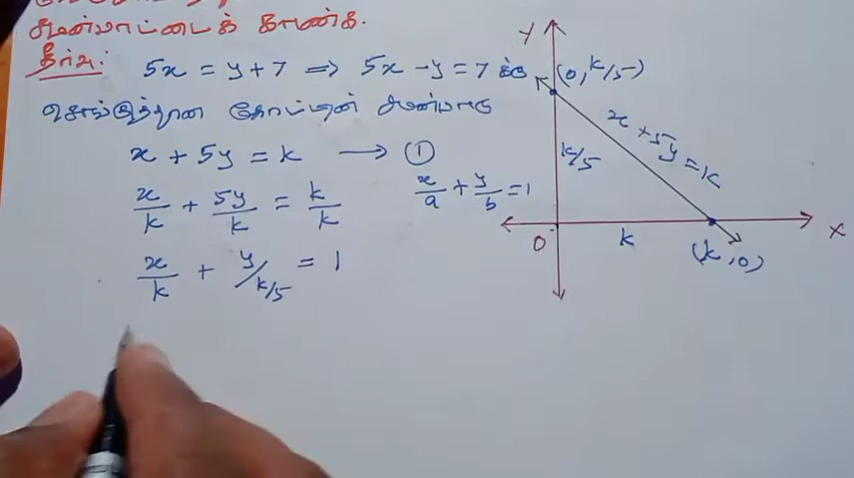 சமன்பாட்டைக் காண்க.
தீர்வு:
5x = y + 7 ⇒ 5x - y = 7 க்கு
செங்குத்தான கோட்டின் சமன்பாடு
x + 5y = k ⟶ ①
x/k + 5y/k = k/k
x/a + y/b = 1
x/k + y/k/5 = 1
Y
(0, k/5)
x + 5y = k
k/5
O
k
(k, 0)
X